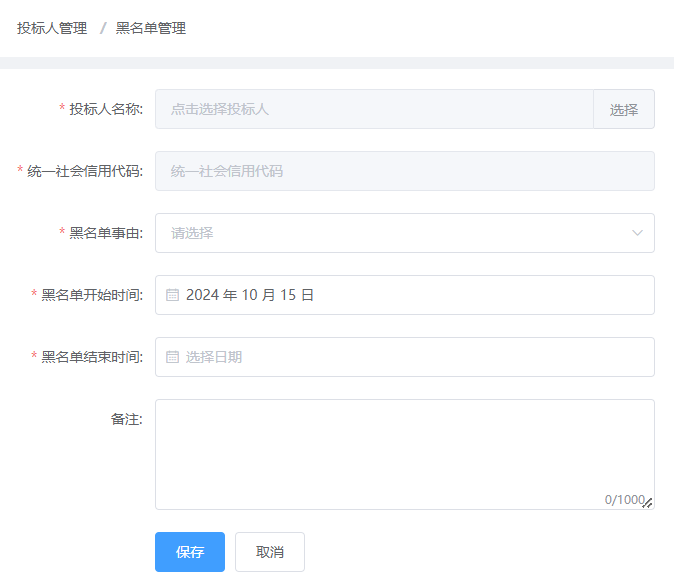 投标人管理 / 黑名单管理
* 投标人名称: 点击选择投标人 选择
* 统一社会信用代码: 统一社会信用代码
* 黑名单事由: 请选择
* 黑名单开始时间: 2024 年 10 月 15 日
* 黑名单结束时间: 选择日期
备注:
0/1000
保存 取消